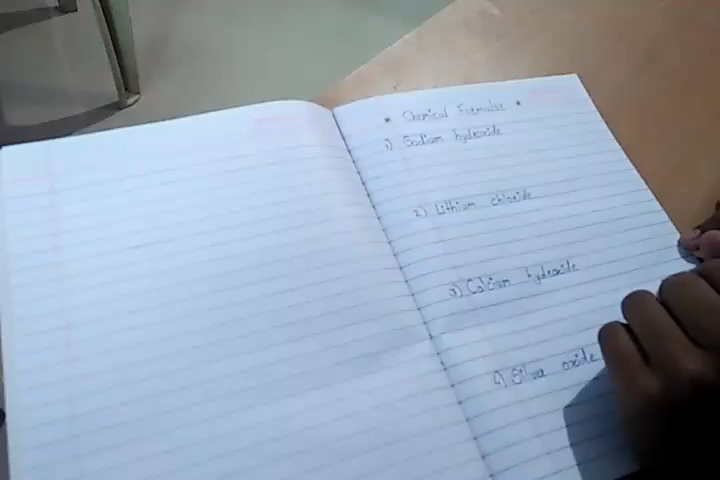 * Chemical Formulae *
1) Sodium hydroxide
2) Lithium chloride
3) Calcium hydroxide
4) Silver oxide